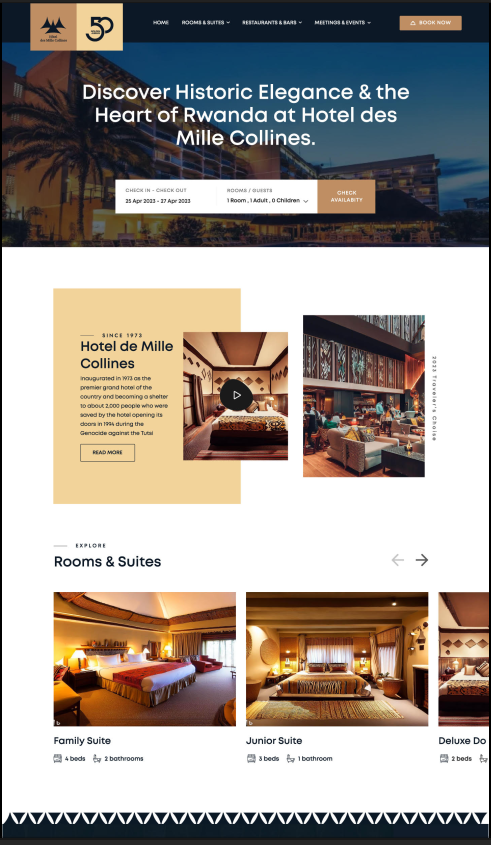 Hôtel
des Mille Collines
50
HOME
ROOMS & SUITES
RESTAURANTS & BARS
MEETINGS & EVENTS
BOOK NOW
Discover Historic Elegance & the
Heart of Rwanda at Hotel des
Mille Collines.
CHECK IN - CHECK OUT
25 Apr 2023 - 27 Apr 2023
ROOMS / GUESTS
1 Room , 1 Adult , 0 Children
CHECK
AVAILABITY
SINCE 1973
Hotel de Mille
Collines
Inaugurated in 1973 as the
premier grand hotel of the
country and becoming a shelter
to about 2,000 people who were
saved by the hotel opening its
doors in 1994 during the
Genocide against the Tutsi
READ MORE
2023 Traveler's Choice
EXPLORE
Rooms & Suites
Family Suite
4 beds
2 bathrooms
Junior Suite
3 beds
1 bathroom
Deluxe Do
2 beds